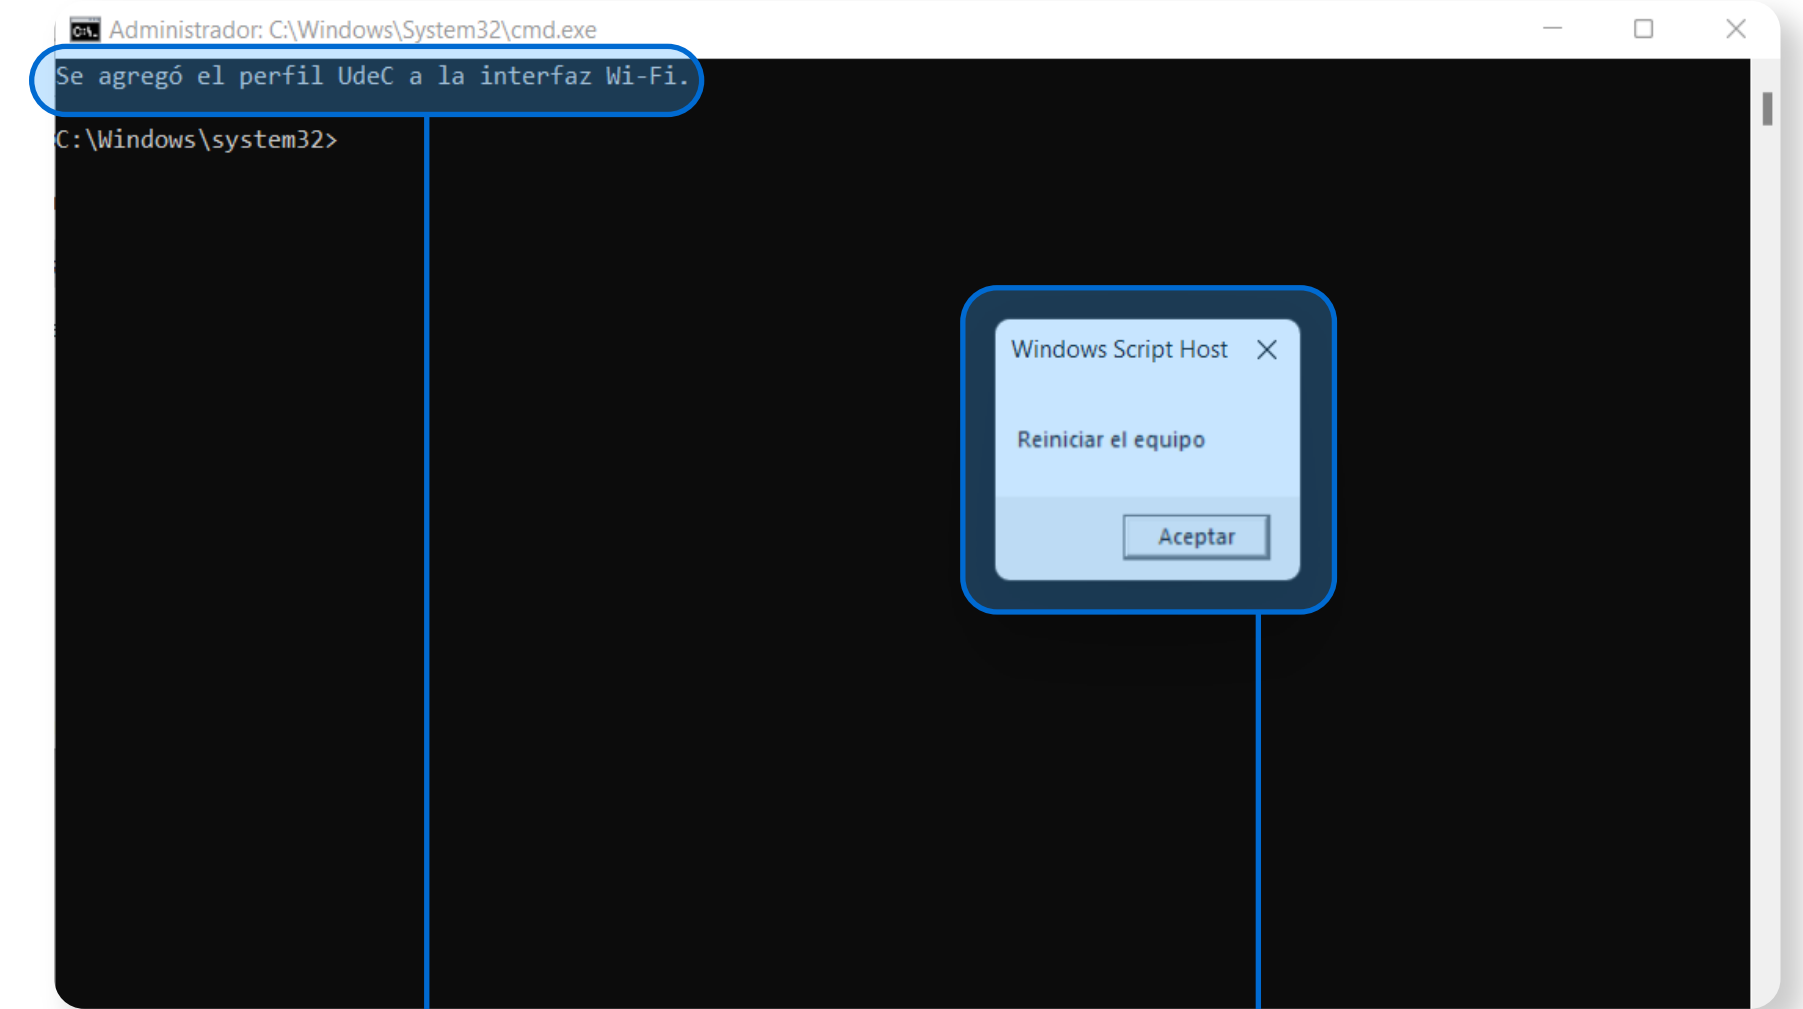 Administrador: C:\Windows\System32\cmd.exe
Se agregó el perfil UdeC a la interfaz Wi-Fi.
C:\Windows\system32>
Windows Script Host
Reiniciar el equipo
Aceptar